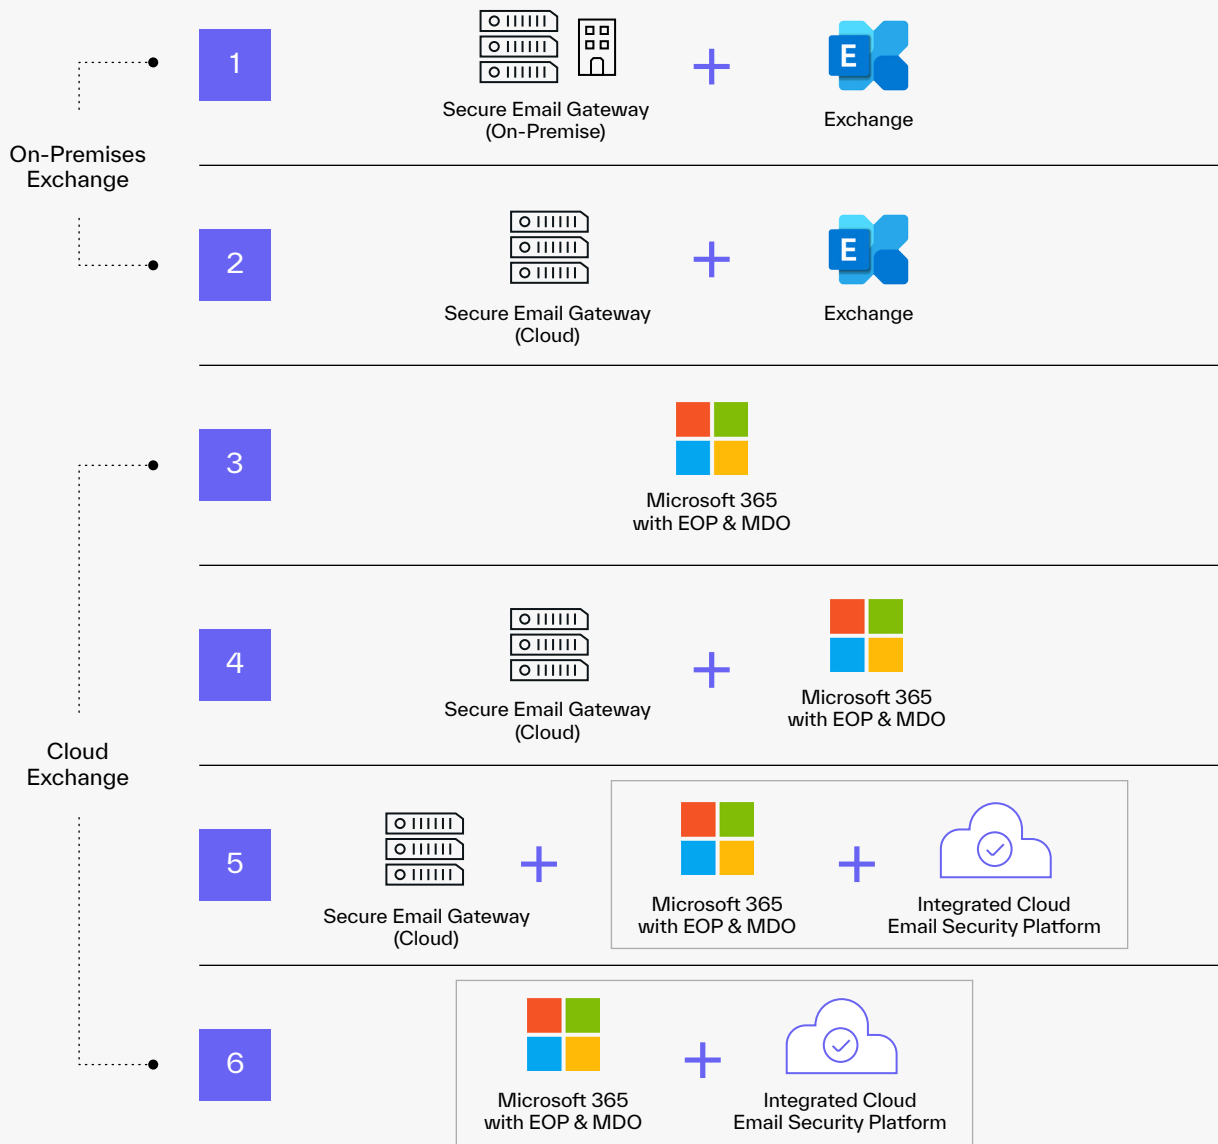 1
Secure Email Gateway
(On-Premise)
E
Exchange
On-Premises
Exchange
2
Secure Email Gateway
(Cloud)
E
Exchange
3
Microsoft 365
with EOP & MDO
4
Secure Email Gateway
(Cloud)
Microsoft 365
with EOP & MDO
Cloud
Exchange
5
Secure Email Gateway
(Cloud)
Microsoft 365
with EOP & MDO
Integrated Cloud
Email Security Platform
6
Microsoft 365
with EOP & MDO
Integrated Cloud
Email Security Platform